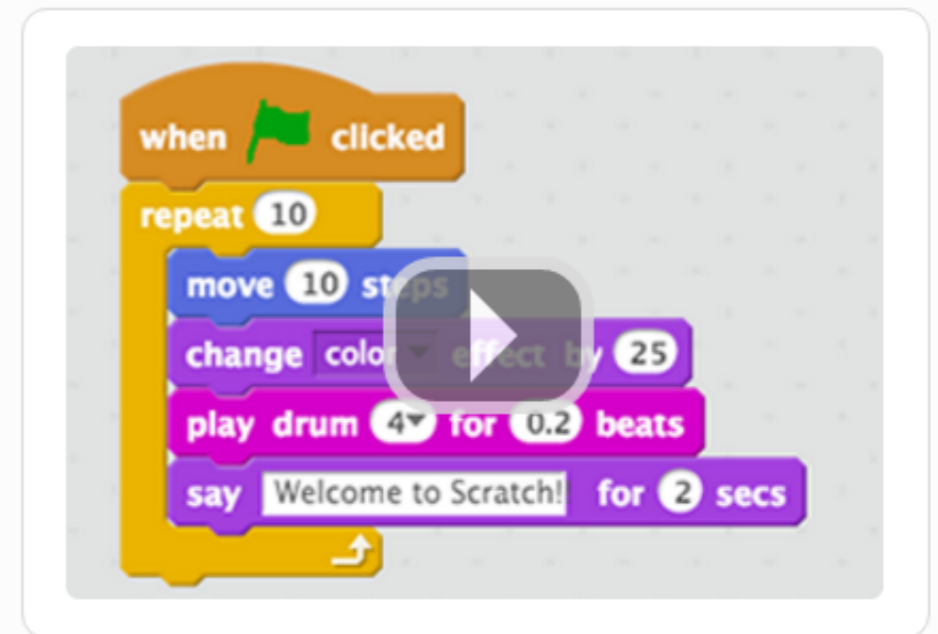 when clicked
repeat 10
move 10 steps
change color effect by 25
play drum 4 for 0.2 beats
say Welcome to Scratch! for 2 secs